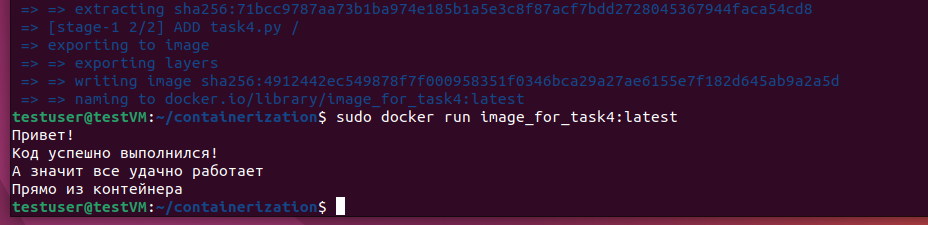 => => extracting sha256:71bcc9787aa73b1ba974e185b1a5e3c8f87acf7bdd2728045367944faca54cd8
=> [stage-1 2/2] ADD task4.py /
=> exporting to image
=> => exporting layers
=> => writing image sha256:4912442ec549878f7f000958351f0346bca29a27ae6155e7f182d645ab9a2a5d
=> => naming to docker.io/library/image_for_task4:latest
testuser@testVM:~/containerization$ sudo docker run image_for_task4:latest
Привет!
Код успешно выполнился!
А значит все удачно работает
Прямо из контейнера
testuser@testVM:~/containerization$